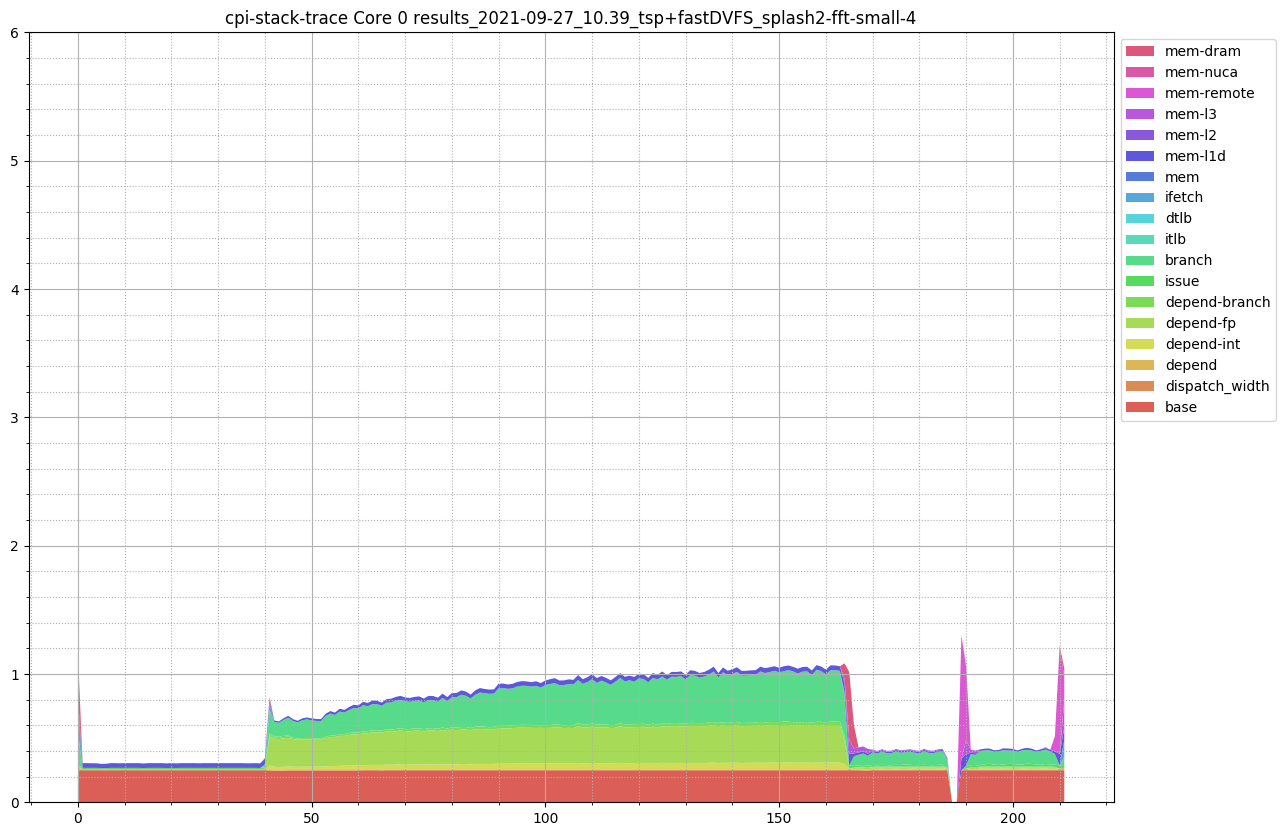 cpi-stack-trace Core 0 results_2021-09-27_10.39_tsp+fastDVFS_splash2-fft-small-4
6
5
4
3
2
1
0
0 50 100 150 200
mem-dram
mem-nuca
mem-remote
mem-l3
mem-l2
mem-l1d
mem
ifetch
dtlb
itlb
branch
issue
depend-branch
depend-fp
depend-int
depend
dispatch_width
base